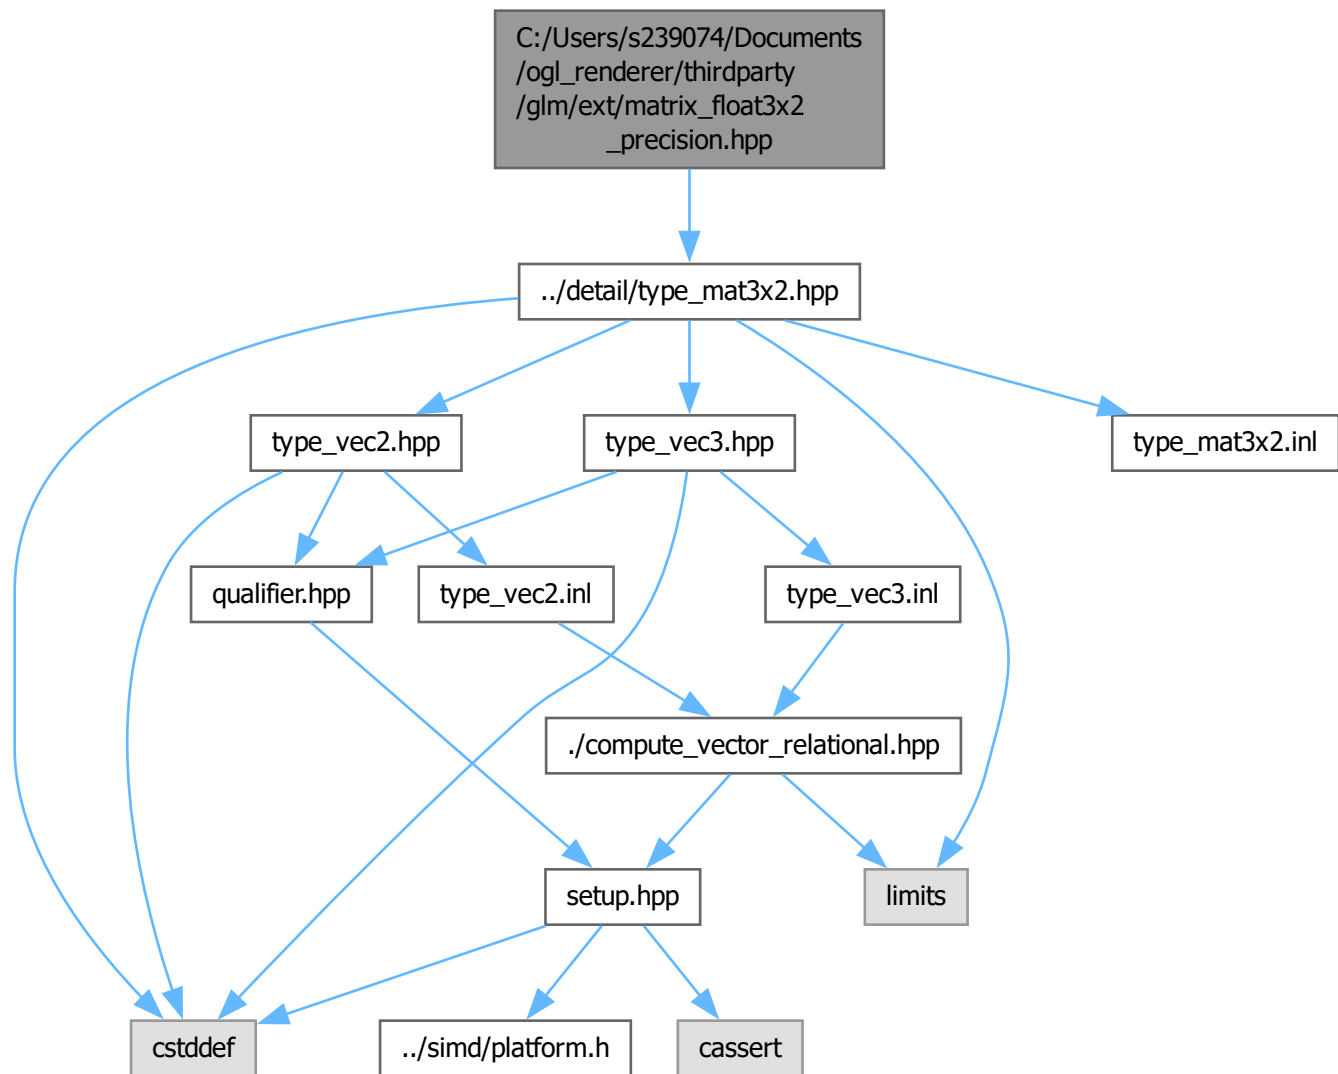 C:/Users/s239074/Documents
/ogl_renderer/thirdparty
/glm/ext/matrix_float3x2
_precision.hpp
../detail/type_mat3x2.hpp
type_vec2.hpp
type_vec3.hpp
type_mat3x2.inl
qualifier.hpp
type_vec2.inl
type_vec3.inl
./compute_vector_relational.hpp
setup.hpp
limits
cstddef
../simd/platform.h
cassert